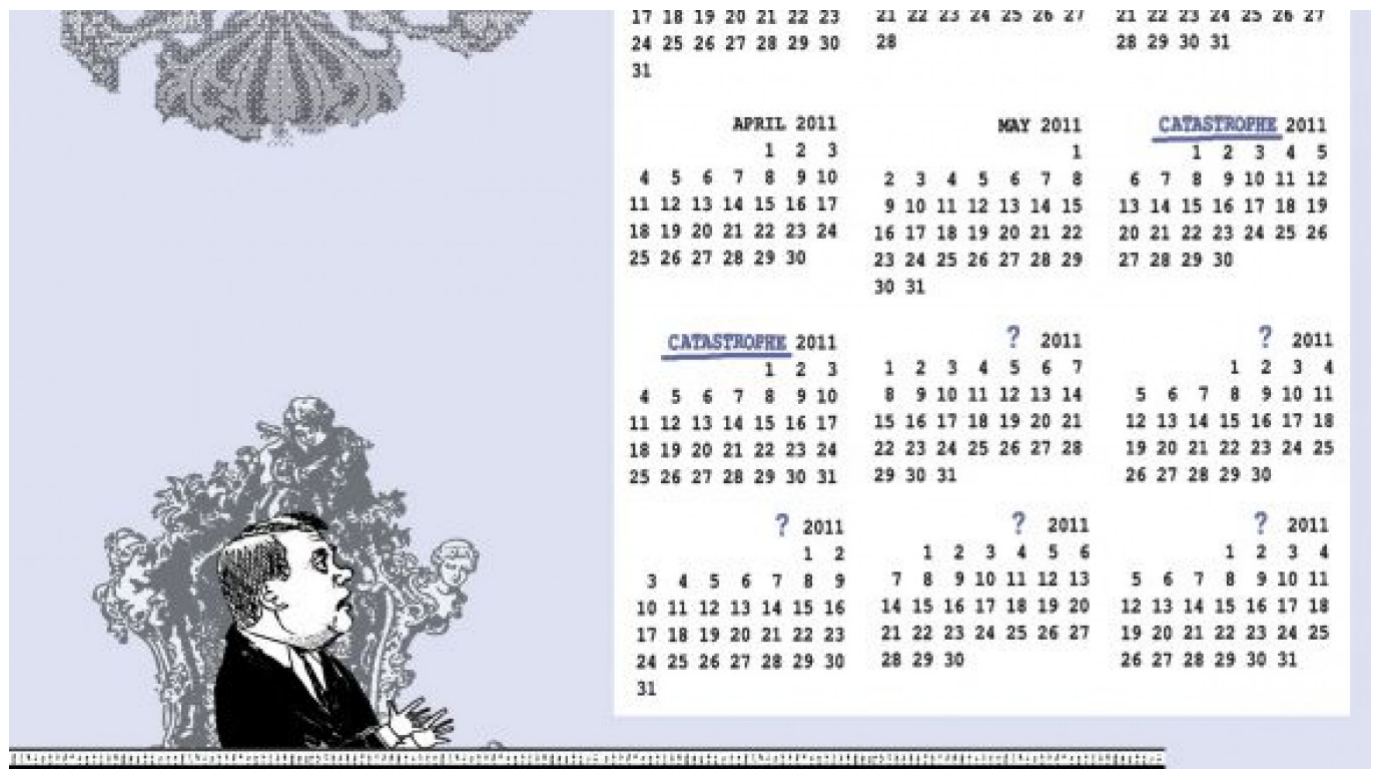 17 18 19 20 21 22 23
24 25 26 27 28 29 30
31
21 22 23 24 25 26 27
28
21 22 23 24 25 26 27
28 29 30 31
APRIL 2011
1 2 3
4 5 6 7 8 9 10
11 12 13 14 15 16 17
18 19 20 21 22 23 24
25 26 27 28 29 30
MAY 2011
1
2 3 4 5 6 7 8
9 10 11 12 13 14 15
16 17 18 19 20 21 22
23 24 25 26 27 28 29
30 31
CATASTROPHE 2011
1 2 3 4 5
6 7 8 9 10 11 12
13 14 15 16 17 18 19
20 21 22 23 24 25 26
27 28 29 30
CATASTROPHE 2011
1 2 3
4 5 6 7 8 9 10
11 12 13 14 15 16 17
18 19 20 21 22 23 24
25 26 27 28 29 30 31
? 2011
1 2 3 4 5 6 7
8 9 10 11 12 13 14
15 16 17 18 19 20 21
22 23 24 25 26 27 28
29 30 31
? 2011
1 2 3 4
5 6 7 8 9 10 11
12 13 14 15 16 17 18
19 20 21 22 23 24 25
26 27 28 29 30
? 2011
1 2
3 4 5 6 7 8 9
10 11 12 13 14 15 16
17 18 19 20 21 22 23
24 25 26 27 28 29 30
31
? 2011
1 2 3 4 5 6
7 8 9 10 11 12 13
14 15 16 17 18 19 20
21 22 23 24 25 26 27
28 29 30
? 2011
1 2 3 4
5 6 7 8 9 10 11
12 13 14 15 16 17 18
19 20 21 22 23 24 25
26 27 28 29 30 31